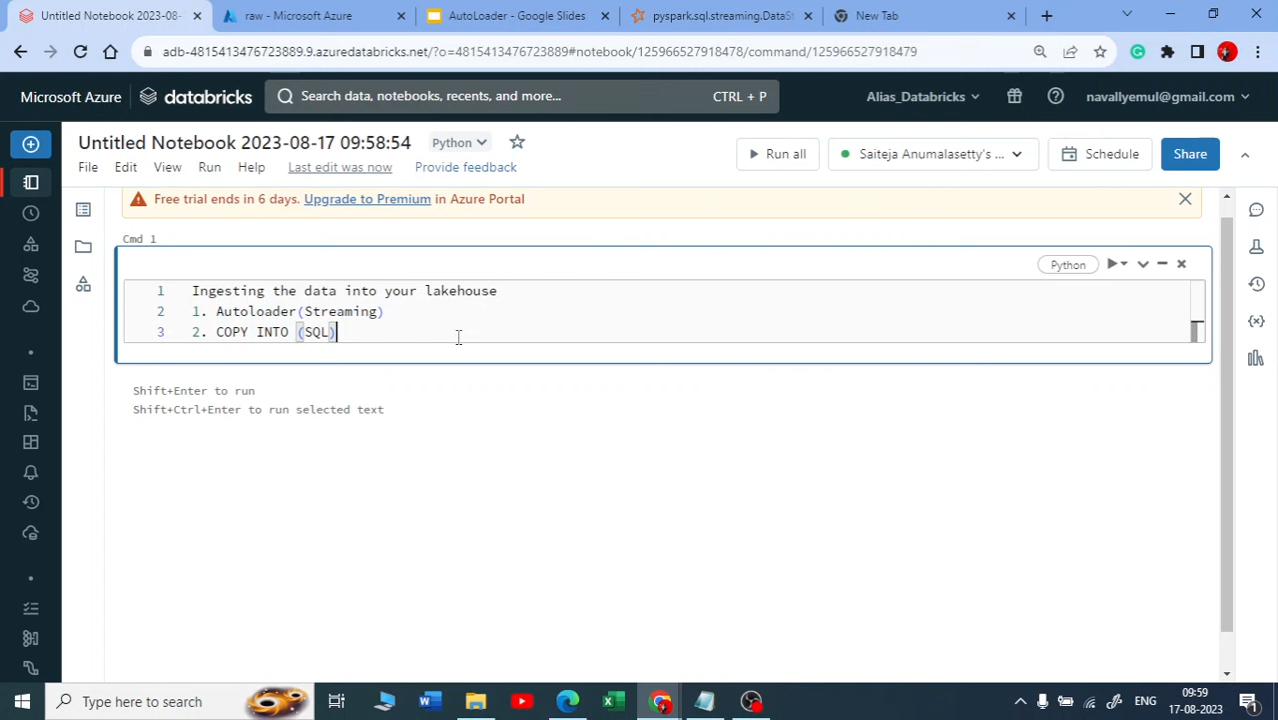 Untitled Notebook 2023-08-17 09:58:54 -
raw - Microsoft Azure
AutoLoader - Google Slides
pyspark.sql.streaming.DataSt
New Tab
adb-4815413476723889.9.azuredatabricks.net/?o=4815413476723889#notebook/125966527918478/command/125966527918479
Microsoft Azure
databricks
Search data, notebooks, recents, and more...
CTRL + P
Alias_Databricks
navallyemul@gmail.com
Untitled Notebook 2023-08-17 09:58:54
Python
File Edit View Run Help Last edit was now Provide feedback
Run all
Saiteja Anumalasetty's ...
Schedule
Share
Free trial ends in 6 days. Upgrade to Premium in Azure Portal
Cmd 1
Python
1 Ingesting the data into your lakehouse
2 1. Autoloader(Streaming)
3 2. COPY INTO (SQL)
Shift+Enter to run
Shift+Ctrl+Enter to run selected text
Type here to search
ENG
09:59
17-08-2023
1